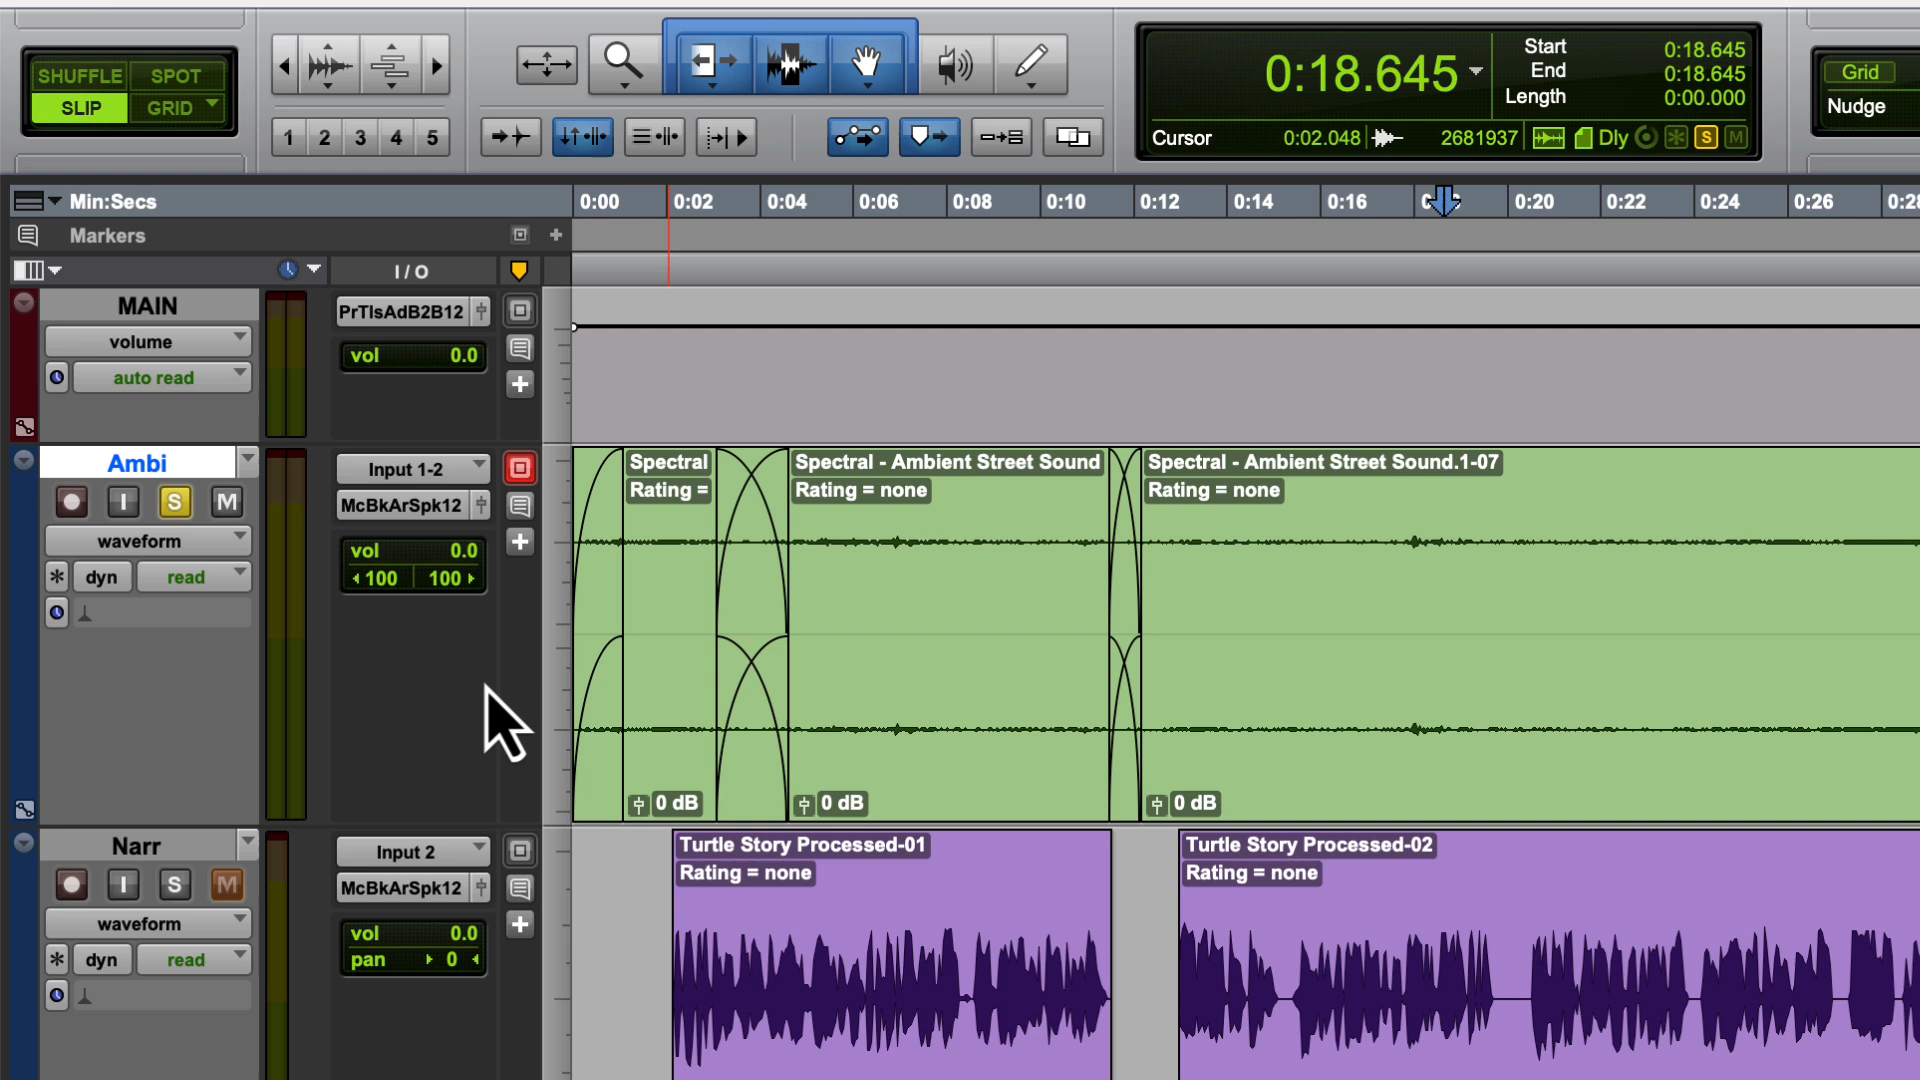 SHUFFLE SPOT
SLIP GRID
1 2 3 4 5
0:18.645
Start 0:18.645
End 0:18.645
Length 0:00.000
Cursor 0:02.048 2681937 Dly S M
Grid
Nudge
Min:Secs
0:00 0:02 0:04 0:06 0:08 0:10 0:12 0:14 0:16 0:20 0:22 0:24 0:26 0:28
Markers
I / O
MAIN
volume
auto read
PrTlsAdB2B12
vol 0.0
Ambi
I S M
waveform
dyn read
Input 1-2
McBkArSpk12
vol 0.0
100 100
Spectral
Rating =
Spectral - Ambient Street Sound
Rating = none
Spectral - Ambient Street Sound.1-07
Rating = none
0 dB
0 dB
0 dB
Narr
I S M
waveform
dyn read
Input 2
McBkArSpk12
vol 0.0
pan 0
Turtle Story Processed-01
Rating = none
Turtle Story Processed-02
Rating = none